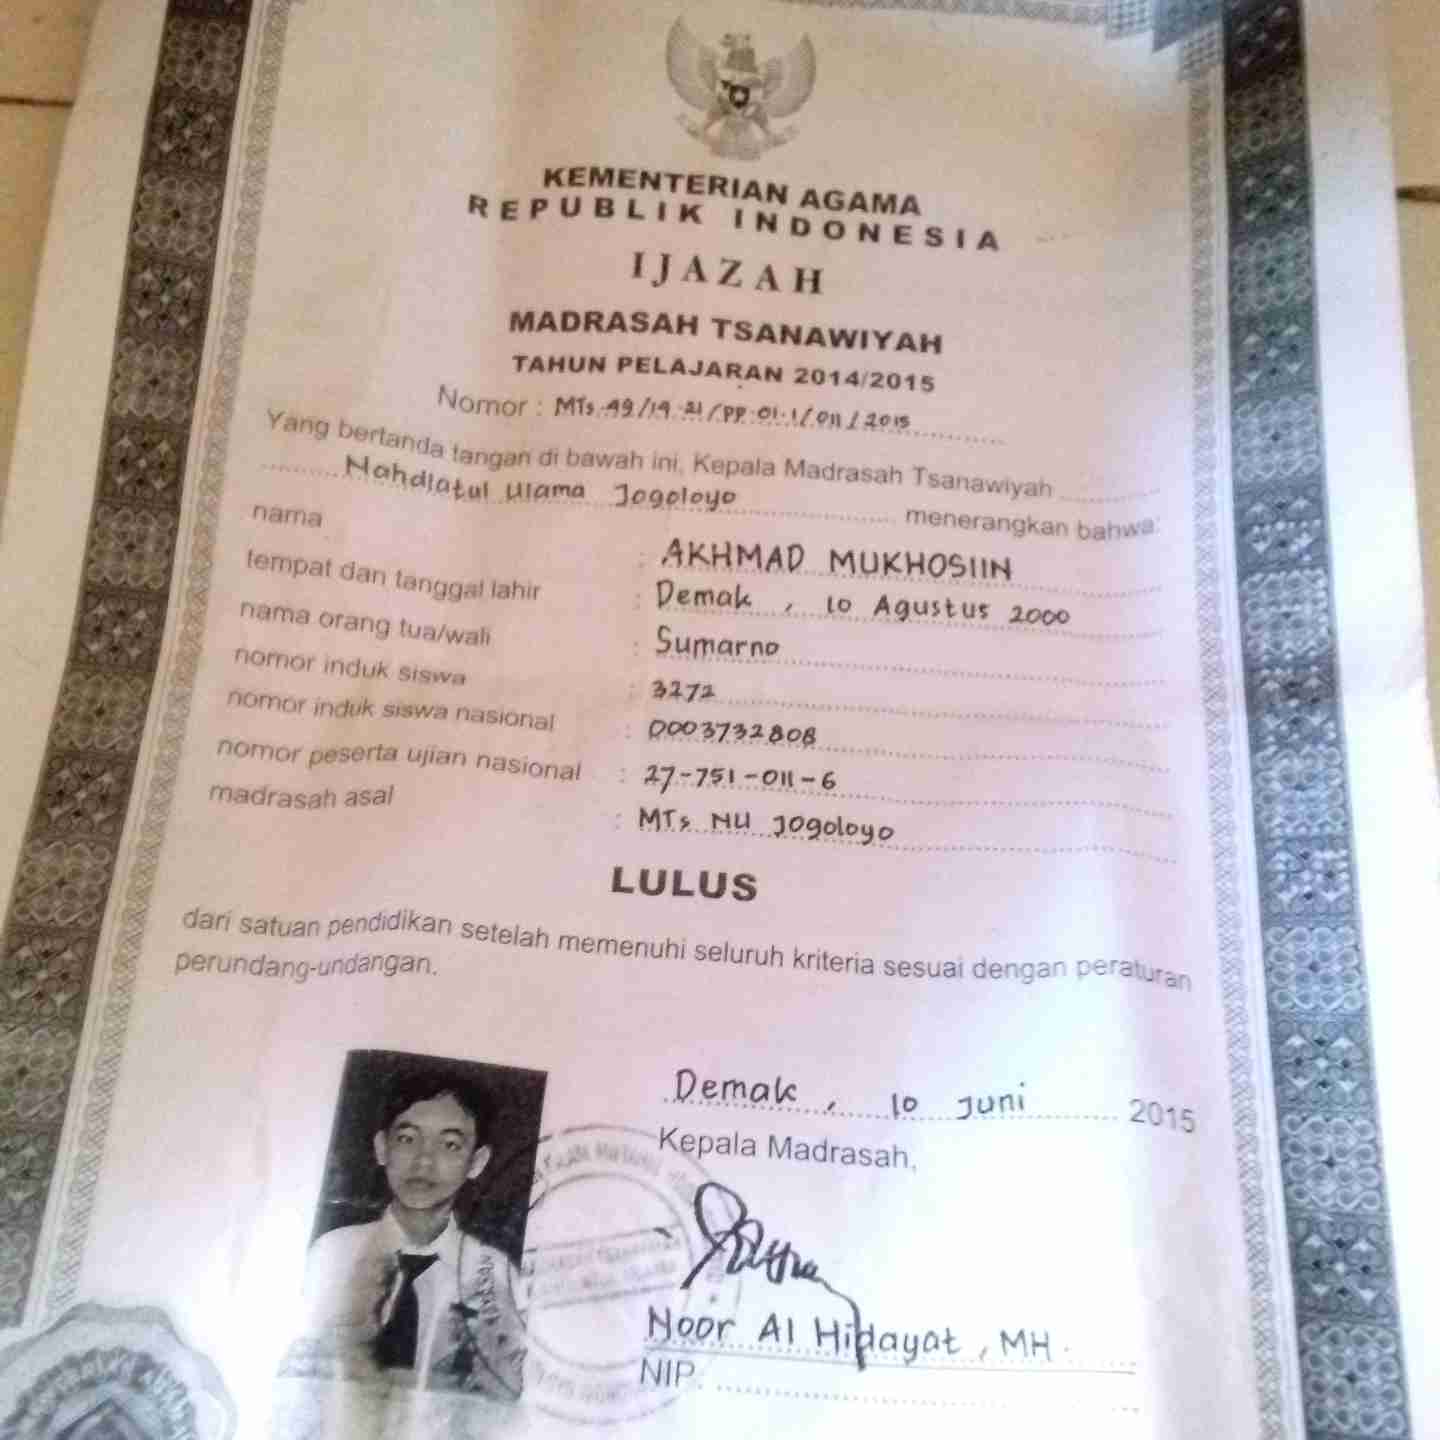 KEMENTERIAN AGAMA
REPUBLIK INDONESIA
IJAZAH
MADRASAH TSANAWIYAH
TAHUN PELAJARAN 2014/2015
Nomor : MTs.49/19.21/PP.01.1/011/2015
Yang bertanda tangan di bawah ini, Kepala Madrasah Tsanawiyah
Nahdlatul Ulama Jogoloyo menerangkan bahwa:
nama : AKHMAD MUKHOSIIN
tempat dan tanggal lahir : Demak , 10 Agustus 2000
nama orang tua/wali : Sumarno
nomor induk siswa : 3272
nomor induk siswa nasional : 0003732808
nomor peserta ujian nasional : 27-751-011-6
madrasah asal : MTs NU Jogoloyo
LULUS
dari satuan pendidikan setelah memenuhi seluruh kriteria sesuai dengan peraturan
perundang-undangan.
Demak , 10 Juni 2015
Kepala Madrasah,
Noor Al Hidayat , MH.
NIP.